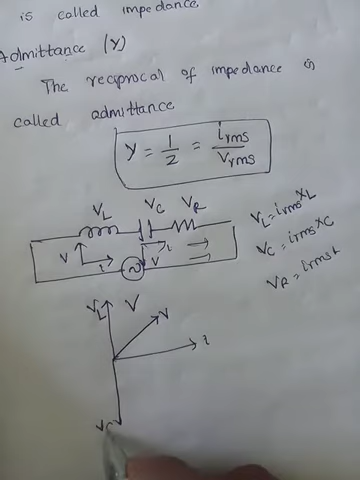 is called impedance
Admittance (Y)
The reciprocal of impedance is
called admittance
Y = 1/Z = irms/Vrms
VL VC VR
V i V i
VL = irms XL
VC = irms XC
VR = irms
VL V
V
i
VC